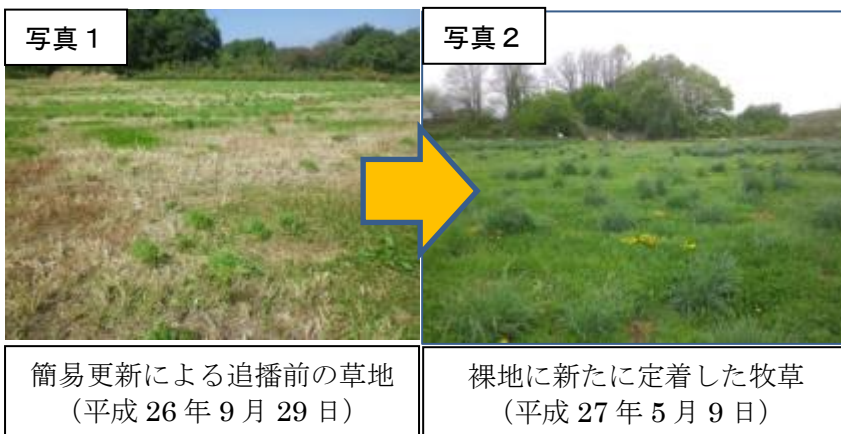 写真１
写真２
簡易更新による追播前の草地
（平成 26 年 9 月 29 日）
裸地に新たに定着した牧草
（平成 27 年 5 月 9 日）